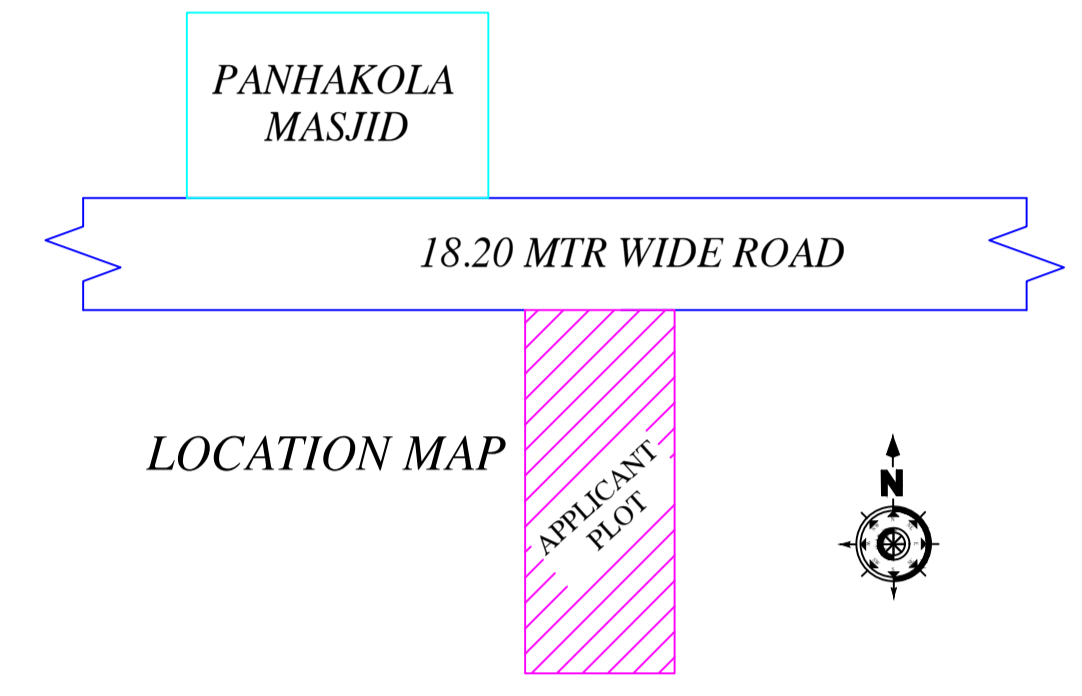 PANHAKOLA
MASJID
18.20 MTR WIDE ROAD
LOCATION MAP
APPLICANT
PLOT
N